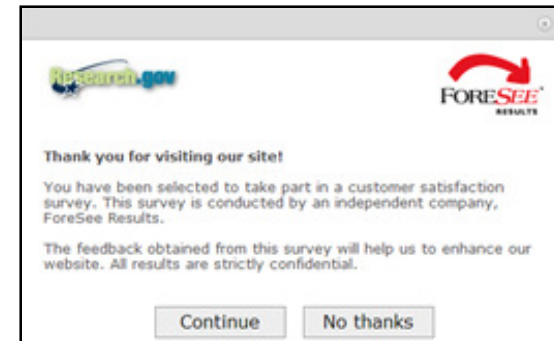 Research.gov
FORESEE
RESULTS
Thank you for visiting our site!
You have been selected to take part in a customer satisfaction
survey. This survey is conducted by an independent company,
ForeSee Results.
The feedback obtained from this survey will help us to enhance our
website. All results are strictly confidential.
Continue
No thanks